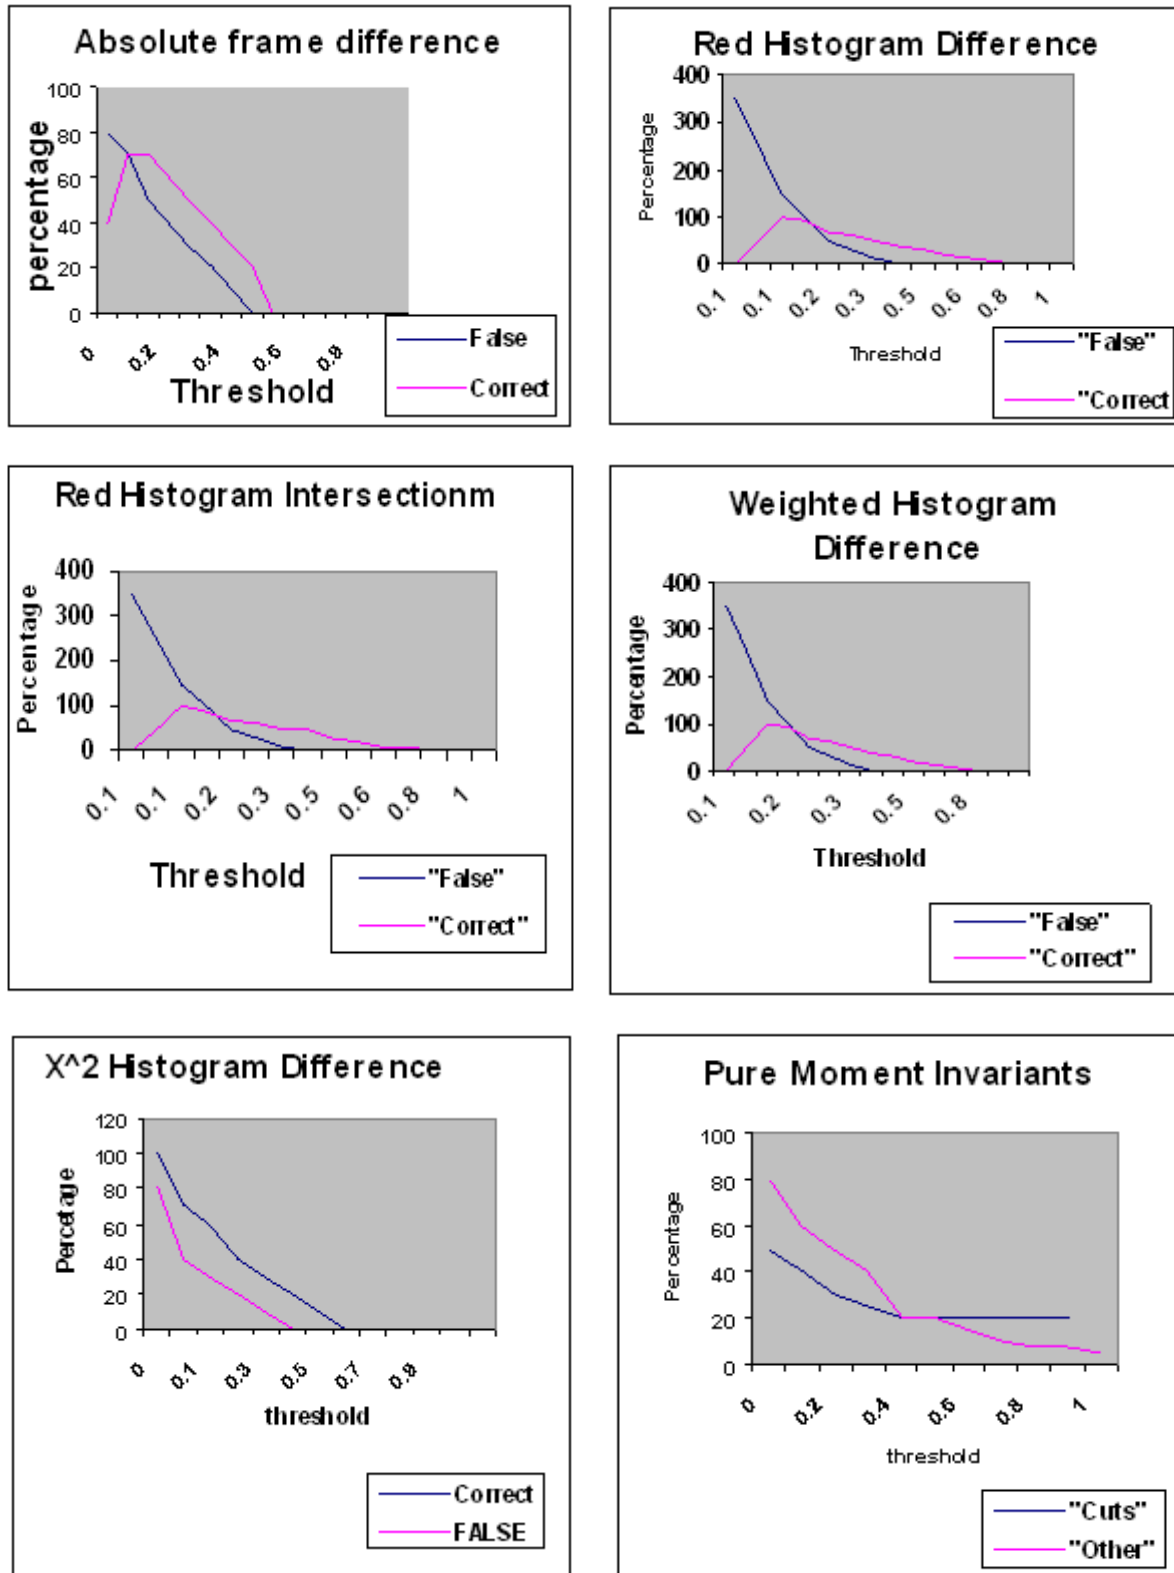 Absolute frame difference
100
80
60
40
20
0
percentage
0
0.2
0.4
0.6
0.8
Threshold
False
Correct
Red Histogram Difference
400
300
200
100
0
Percentage
0.1
0.1
0.2
0.3
0.5
0.6
0.8
1
Threshold
"False"
"Correct
Red Histogram Intersectionm
400
300
200
100
0
Percentage
0.1
0.1
0.2
0.3
0.5
0.6
0.8
1
Threshold
"False"
"Correct"
Weighted Histogram
Difference
400
300
200
100
0
Percentage
0.1
0.2
0.3
0.5
0.8
Threshold
"False"
"Correct"
X^2 Histogram Difference
120
100
80
60
40
20
0
Percetage
0
0.1
0.3
0.5
0.7
0.9
threshold
Correct
FALSE
Pure Moment Invariants
100
80
60
40
20
0
Percentage
0
0.2
0.4
0.6
0.8
1
threshold
"Cuts"
"Other"